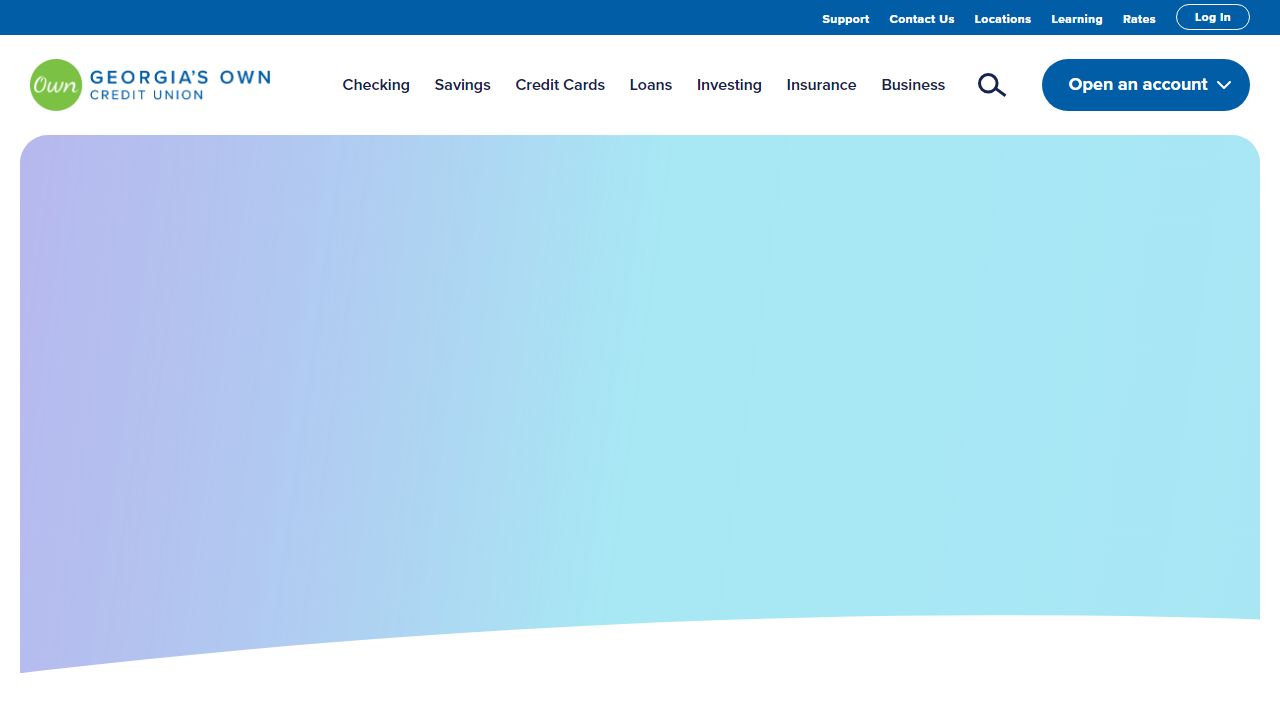 Support Contact Us Locations Learning Rates Log In
Own GEORGIA'S OWN
CREDIT UNION
Checking Savings Credit Cards Loans Investing Insurance Business Open an account